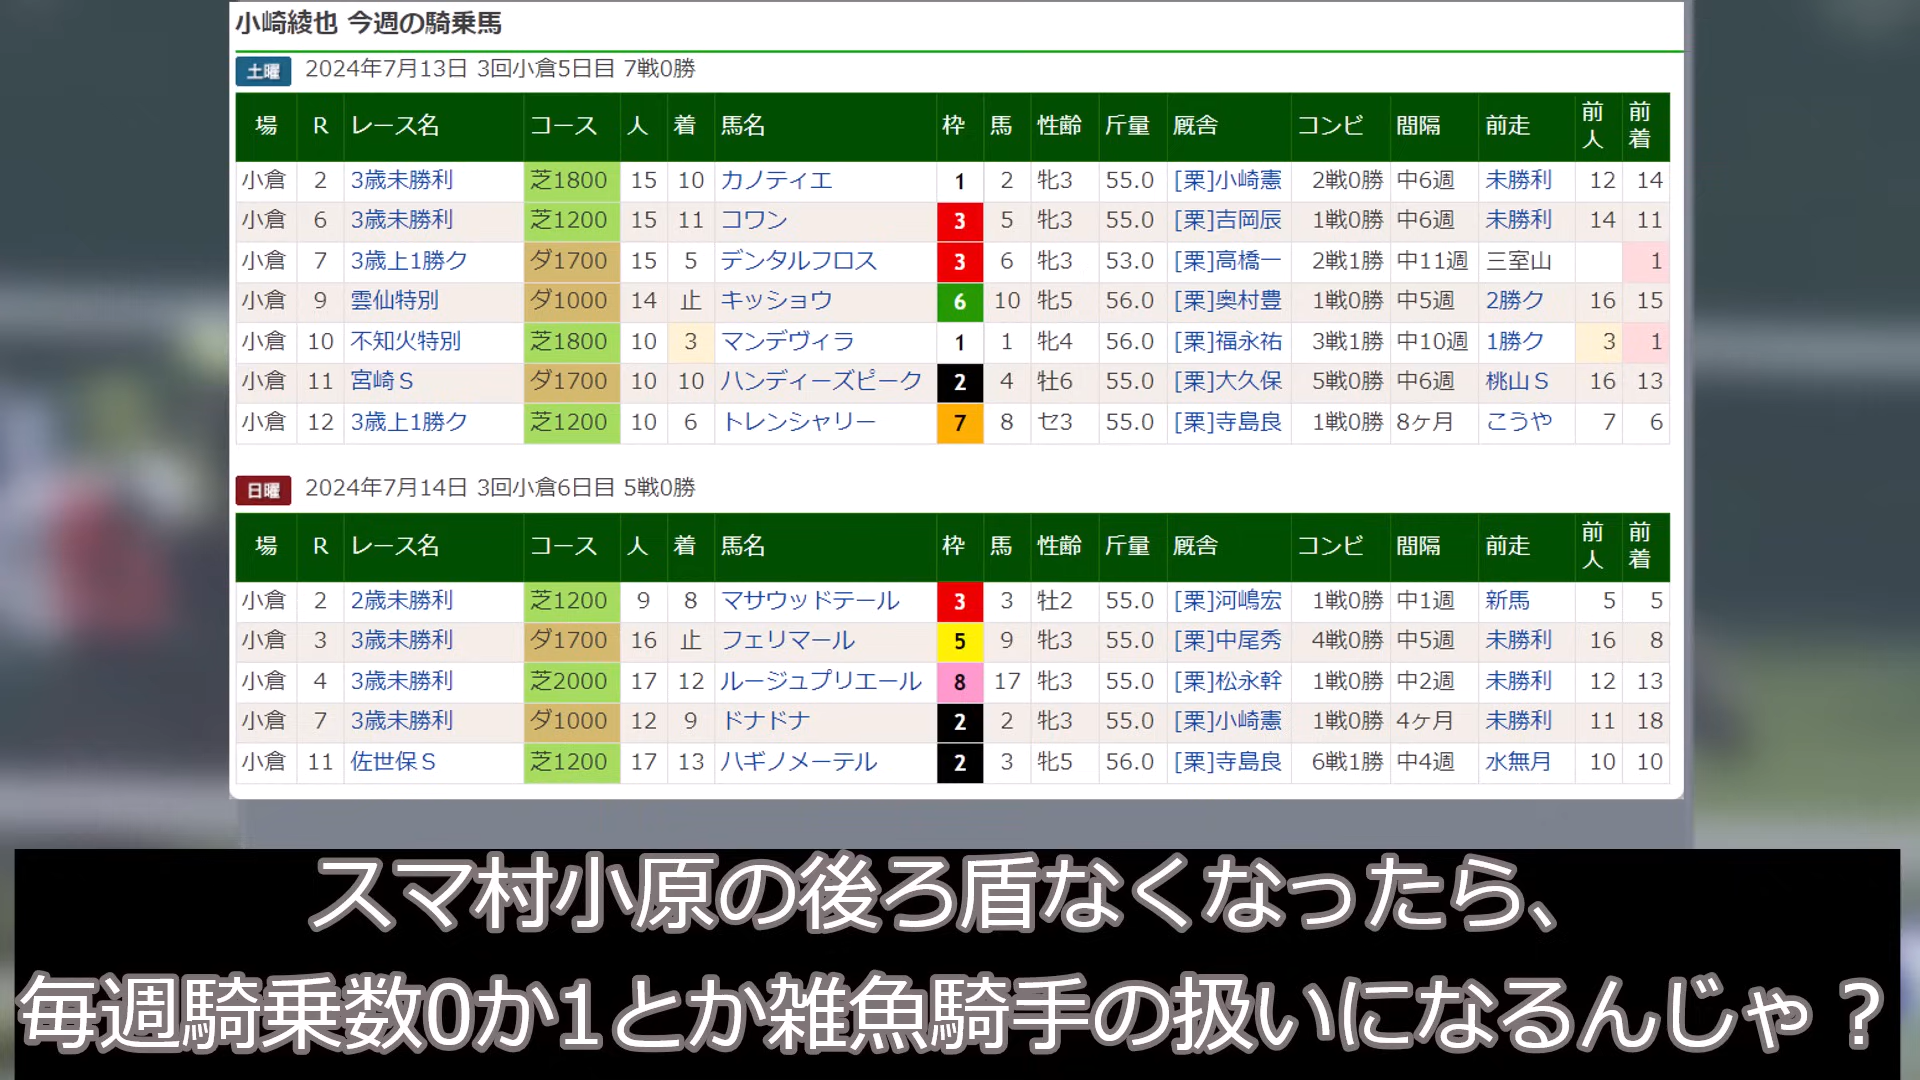 小崎綾也 今週の騎乗馬
土曜 2024年7月13日 3回小倉5日目 7戦0勝
場 R レース名 コース 人 着 馬名 枠 馬 性齢 斤量 厩舎 コンビ 間隔 前走 前人 前着
小倉 2 3歳未勝利 芝1800 15 10 カノティエ 1 2 牝3 55.0 [栗]小崎憲 2戦0勝 中6週 未勝利 12 14
小倉 6 3歳未勝利 芝1200 15 11 コワン 3 5 牝3 55.0 [栗]吉岡辰 1戦0勝 中6週 未勝利 14 11
小倉 7 3歳上1勝ク ダ1700 15 5 デンタルフロス 3 6 牝3 53.0 [栗]高橋一 2戦1勝 中11週 三室山 1
小倉 9 雲仙特別 ダ1000 14 止 キッショウ 6 10 牝5 56.0 [栗]奥村豊 1戦0勝 中5週 2勝ク 16 15
小倉 10 不知火特別 芝1800 10 3 マンデヴィラ 1 1 牝4 56.0 [栗]福永祐 3戦1勝 中10週 1勝ク 3 1
小倉 11 宮崎S ダ1700 10 10 ハンディーズピーク 2 4 牡6 55.0 [栗]大久保 5戦0勝 中6週 桃山S 16 13
小倉 12 3歳上1勝ク 芝1200 10 6 トレンシャリー 7 8 セ3 55.0 [栗]寺島良 1戦0勝 8ヶ月 こうや 7 6
日曜 2024年7月14日 3回小倉6日目 5戦0勝
場 R レース名 コース 人 着 馬名 枠 馬 性齢 斤量 厩舎 コンビ 間隔 前走 前人 前着
小倉 2 2歳未勝利 芝1200 9 8 マサウッドテール 3 3 牡2 55.0 [栗]河嶋宏 1戦0勝 中1週 新馬 5 5
小倉 3 3歳未勝利 ダ1700 16 止 フェリマール 5 9 牝3 55.0 [栗]中尾秀 4戦0勝 中5週 未勝利 16 8
小倉 4 3歳未勝利 芝2000 17 12 ルージュプリエール 8 17 牝3 55.0 [栗]松永幹 1戦0勝 中2週 未勝利 12 13
小倉 7 3歳未勝利 ダ1000 12 9 ドナドナ 2 2 牝3 55.0 [栗]小崎憲 1戦0勝 4ヶ月 未勝利 11 18
小倉 11 佐世保S 芝1200 17 13 ハギノメーテル 2 3 牝5 56.0 [栗]寺島良 6戦1勝 中4週 水無月 10 10
スマ村小原の後ろ盾なくなったら、
毎週騎乗数0か1とか雑魚騎手の扱いになるんじゃ？